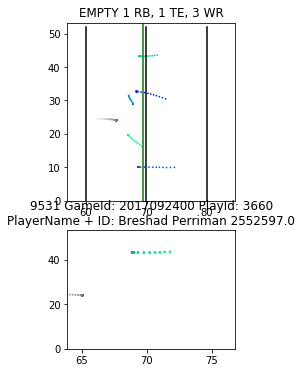 EMPTY 1 RB, 1 TE, 3 WR
50
40
30
20
10
0
60 70 80
9531 GameId: 2017092400 PlayId: 3660
PlayerName + ID: Breshad Perriman 2552597.0
40
20
0
65 70 75